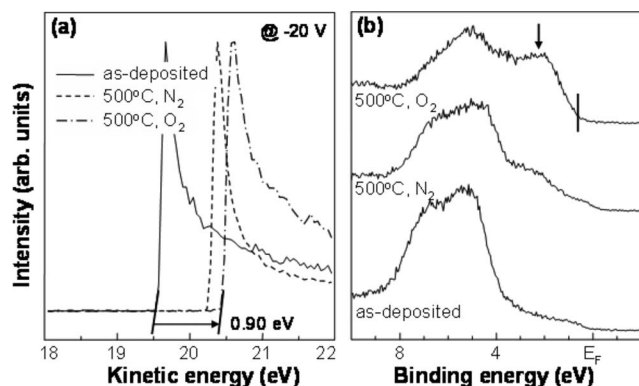 (a)
@ -20 V
as-deposited
500°C, N₂
500°C, O₂
0.90 eV
Intensity (arb. units)
18 19 20 21 22
Kinetic energy (eV)
(b)
500°C, O₂
500°C, N₂
as-deposited
8 4 E_F
Binding energy (eV)